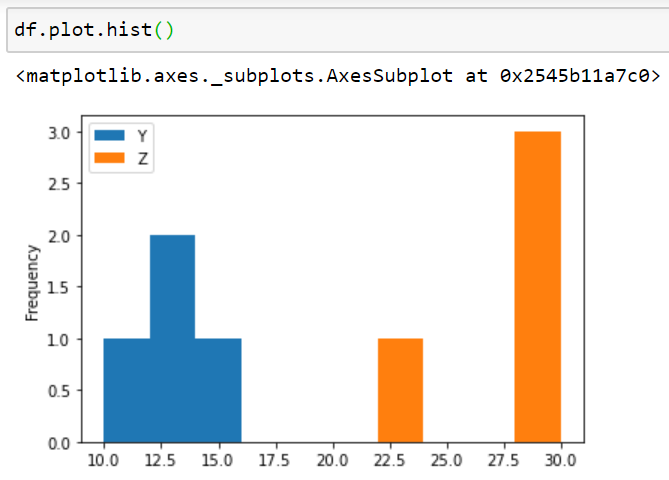 df.plot.hist()
<matplotlib.axes._subplots.AxesSubplot at 0x2545b11a7c0>
Y
Z
3.0
2.5
2.0
1.5
1.0
0.5
0.0
Frequency
10.0 12.5 15.0 17.5 20.0 22.5 25.0 27.5 30.0